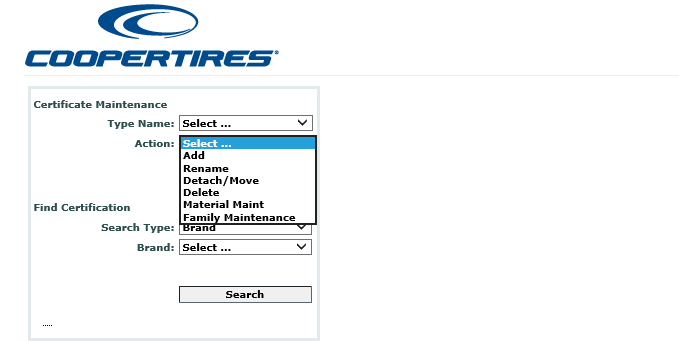 COOPERTIRES®
Certificate Maintenance
Type Name: Select ...
Action: Select ...
Add
Rename
Detach/Move
Delete
Material Maint
Family Maintenance
Find Certification
Search Type: Brand
Brand: Select ...
Search
.....